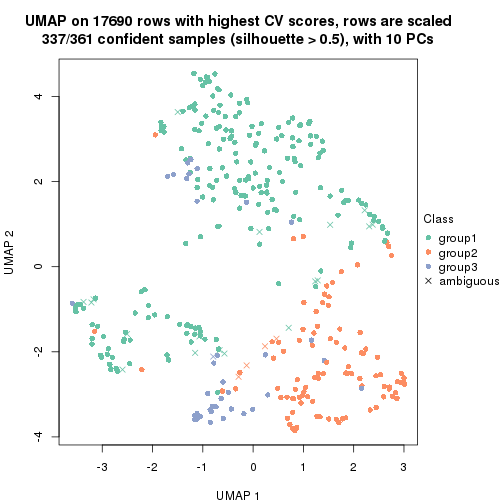 UMAP on 17690 rows with highest CV scores, rows are scaled
337/361 confident samples (silhouette > 0.5), with 10 PCs
4
2
0
-2
-4
UMAP 2
-3
-2
-1
0
1
2
3
UMAP 1
Class
group1
group2
group3
ambiguous